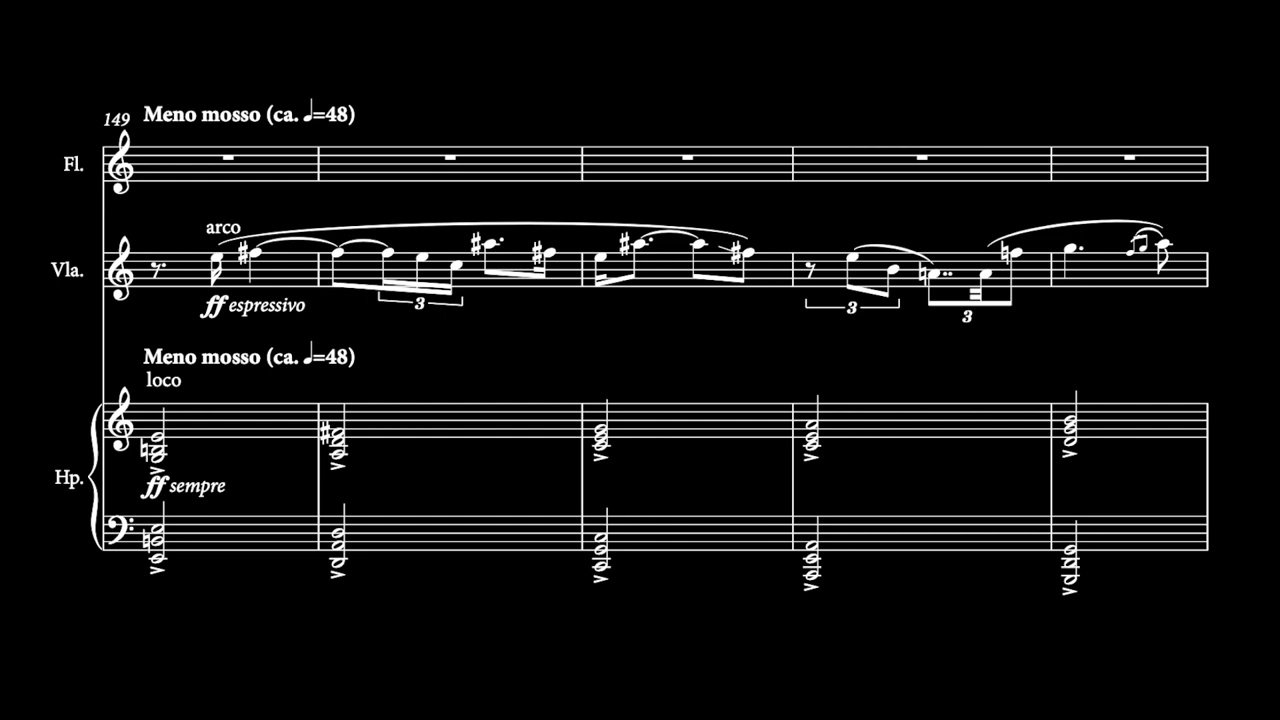 149 Meno mosso (ca. ♩=48)
Fl.
arco
Vla.
ff espressivo
3 3 3
Meno mosso (ca. ♩=48)
loco
Hp.
ff sempre